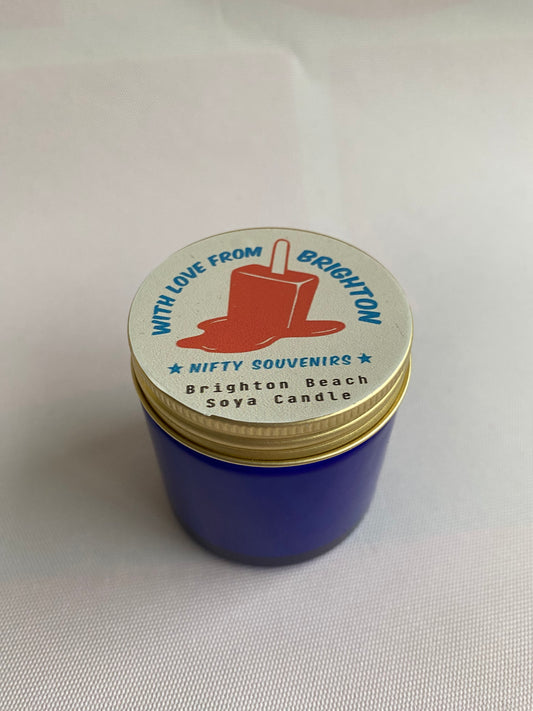 WITH LOVE FROM BRIGHTON
★ NIFTY SOUVENIRS ★
Brighton Beach
Soya Candle